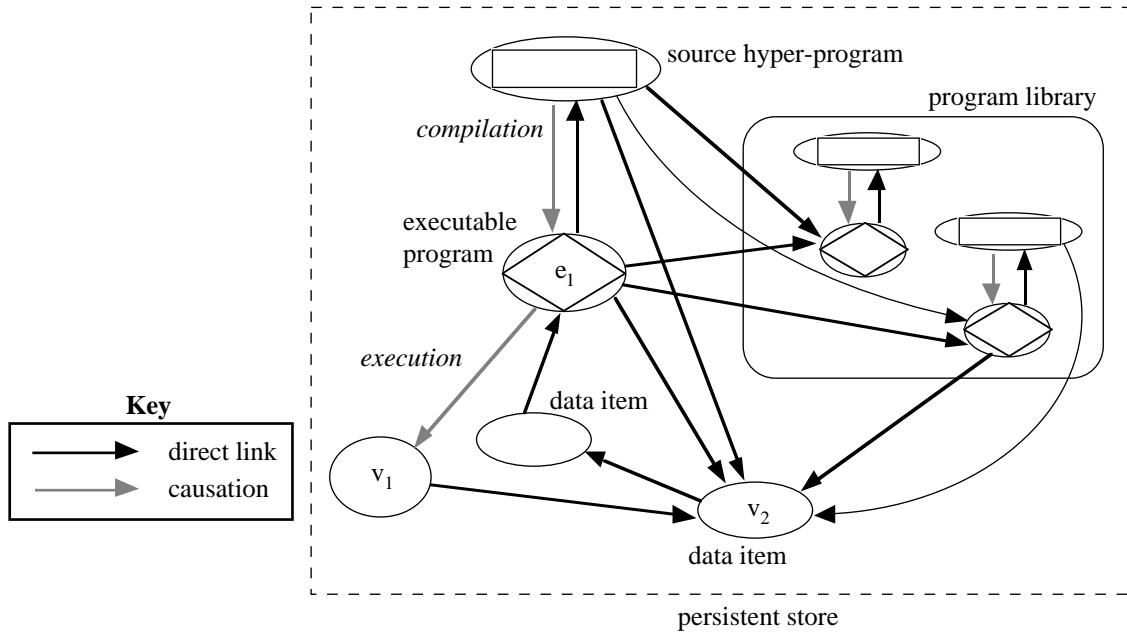 source hyper-program
program library
compilation
executable
program
e1
execution
data item
Key
direct link
causation
v1
v2
data item
persistent store